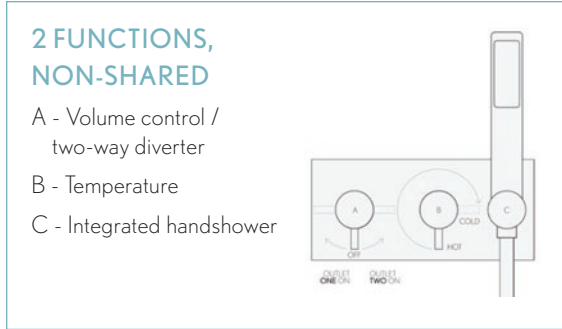 2 FUNCTIONS,
NON-SHARED
A - Volume control /
two-way diverter
B - Temperature
C - Integrated handshower
A
B
C
COLD
HOT
OFF
OUTLET OUTLET
ONE ON TWO ON